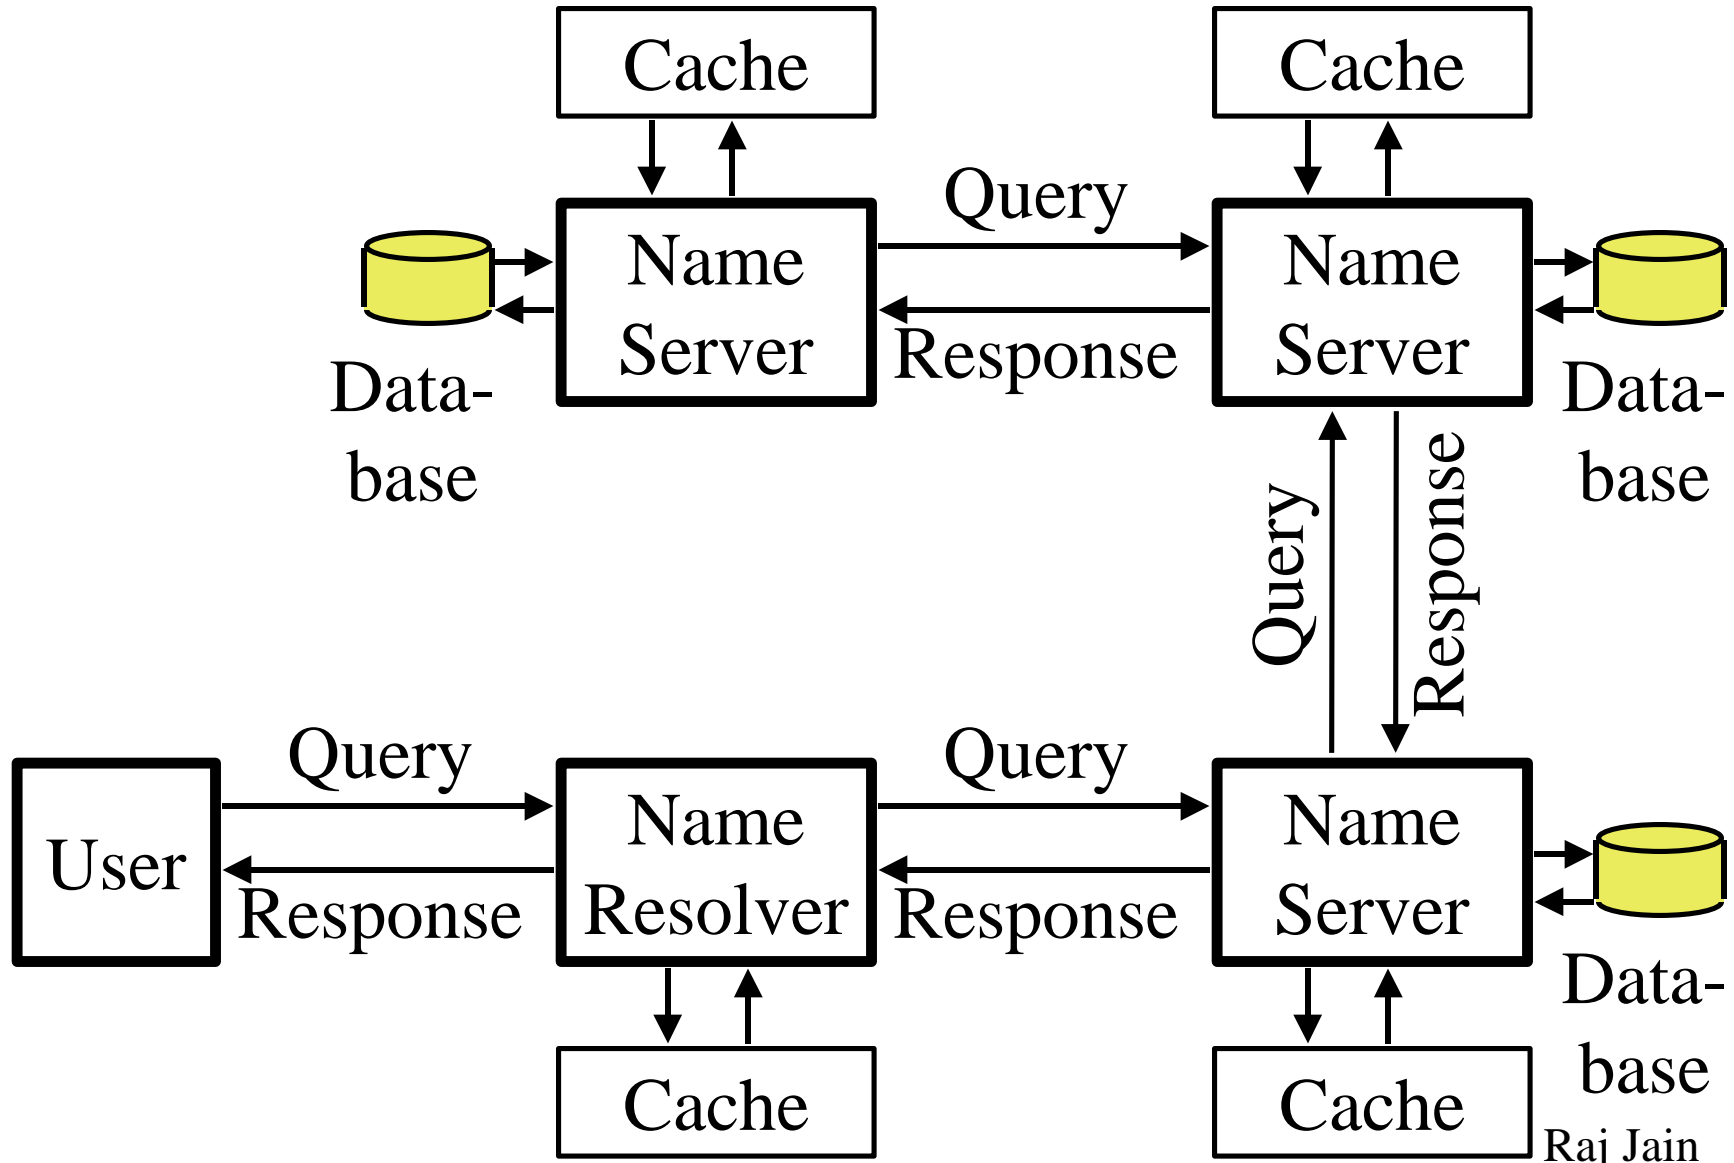 Cache
Cache
Query
Name
Server
Name
Server
Response
Data-
base
Data-
base
Query
Response
Query
Query
User
Name
Resolver
Name
Server
Response
Response
Data-
base
Cache
Cache
Raj Jain